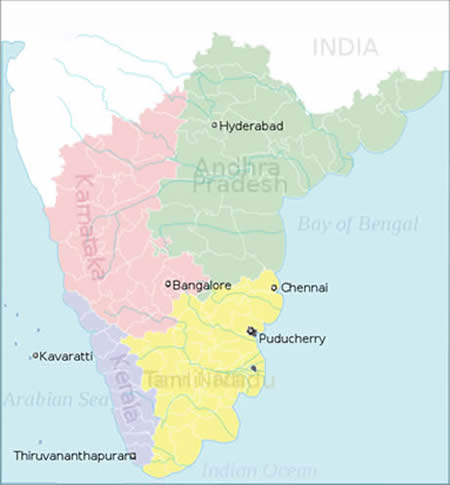 INDIA
Hyderabad
Andhra
Pradesh
Karnataka
Bay of Bengal
Bangalore
Chennai
Puducherry
Kavaratti
Kerala
Tamil Nadu
Arabian Sea
Thiruvananthapuram
Indian Ocean